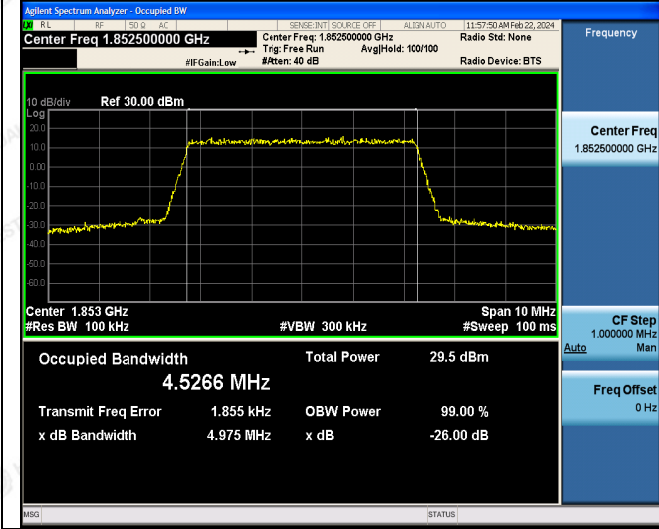 Agilent Spectrum Analyzer - Occupied BW
LXI RL RF 50 Ω AC SENSE:INT SOURCE OFF ALIGN AUTO 11:57:50 AM Feb 22, 2024
Center Freq 1.852500000 GHz
Center Freq: 1.852500000 GHz
Radio Std: None
Trig: Free Run Avg|Hold: 100/100
#IFGain:Low #Atten: 40 dB Radio Device: BTS
Frequency
10 dB/div Ref 30.00 dBm
Log
20.0
10.0
0.00
-10.0
-20.0
-30.0
-40.0
-50.0
-60.0
Center 1.853 GHz Span 10 MHz
#Res BW 100 kHz #VBW 300 kHz #Sweep 100 ms
Occupied Bandwidth Total Power 29.5 dBm
4.5266 MHz
Transmit Freq Error 1.855 kHz OBW Power 99.00 %
x dB Bandwidth 4.975 MHz x dB -26.00 dB
Center Freq
1.852500000 GHz
CF Step
1.000000 MHz
Auto Man
Freq Offset
0 Hz
MSG STATUS